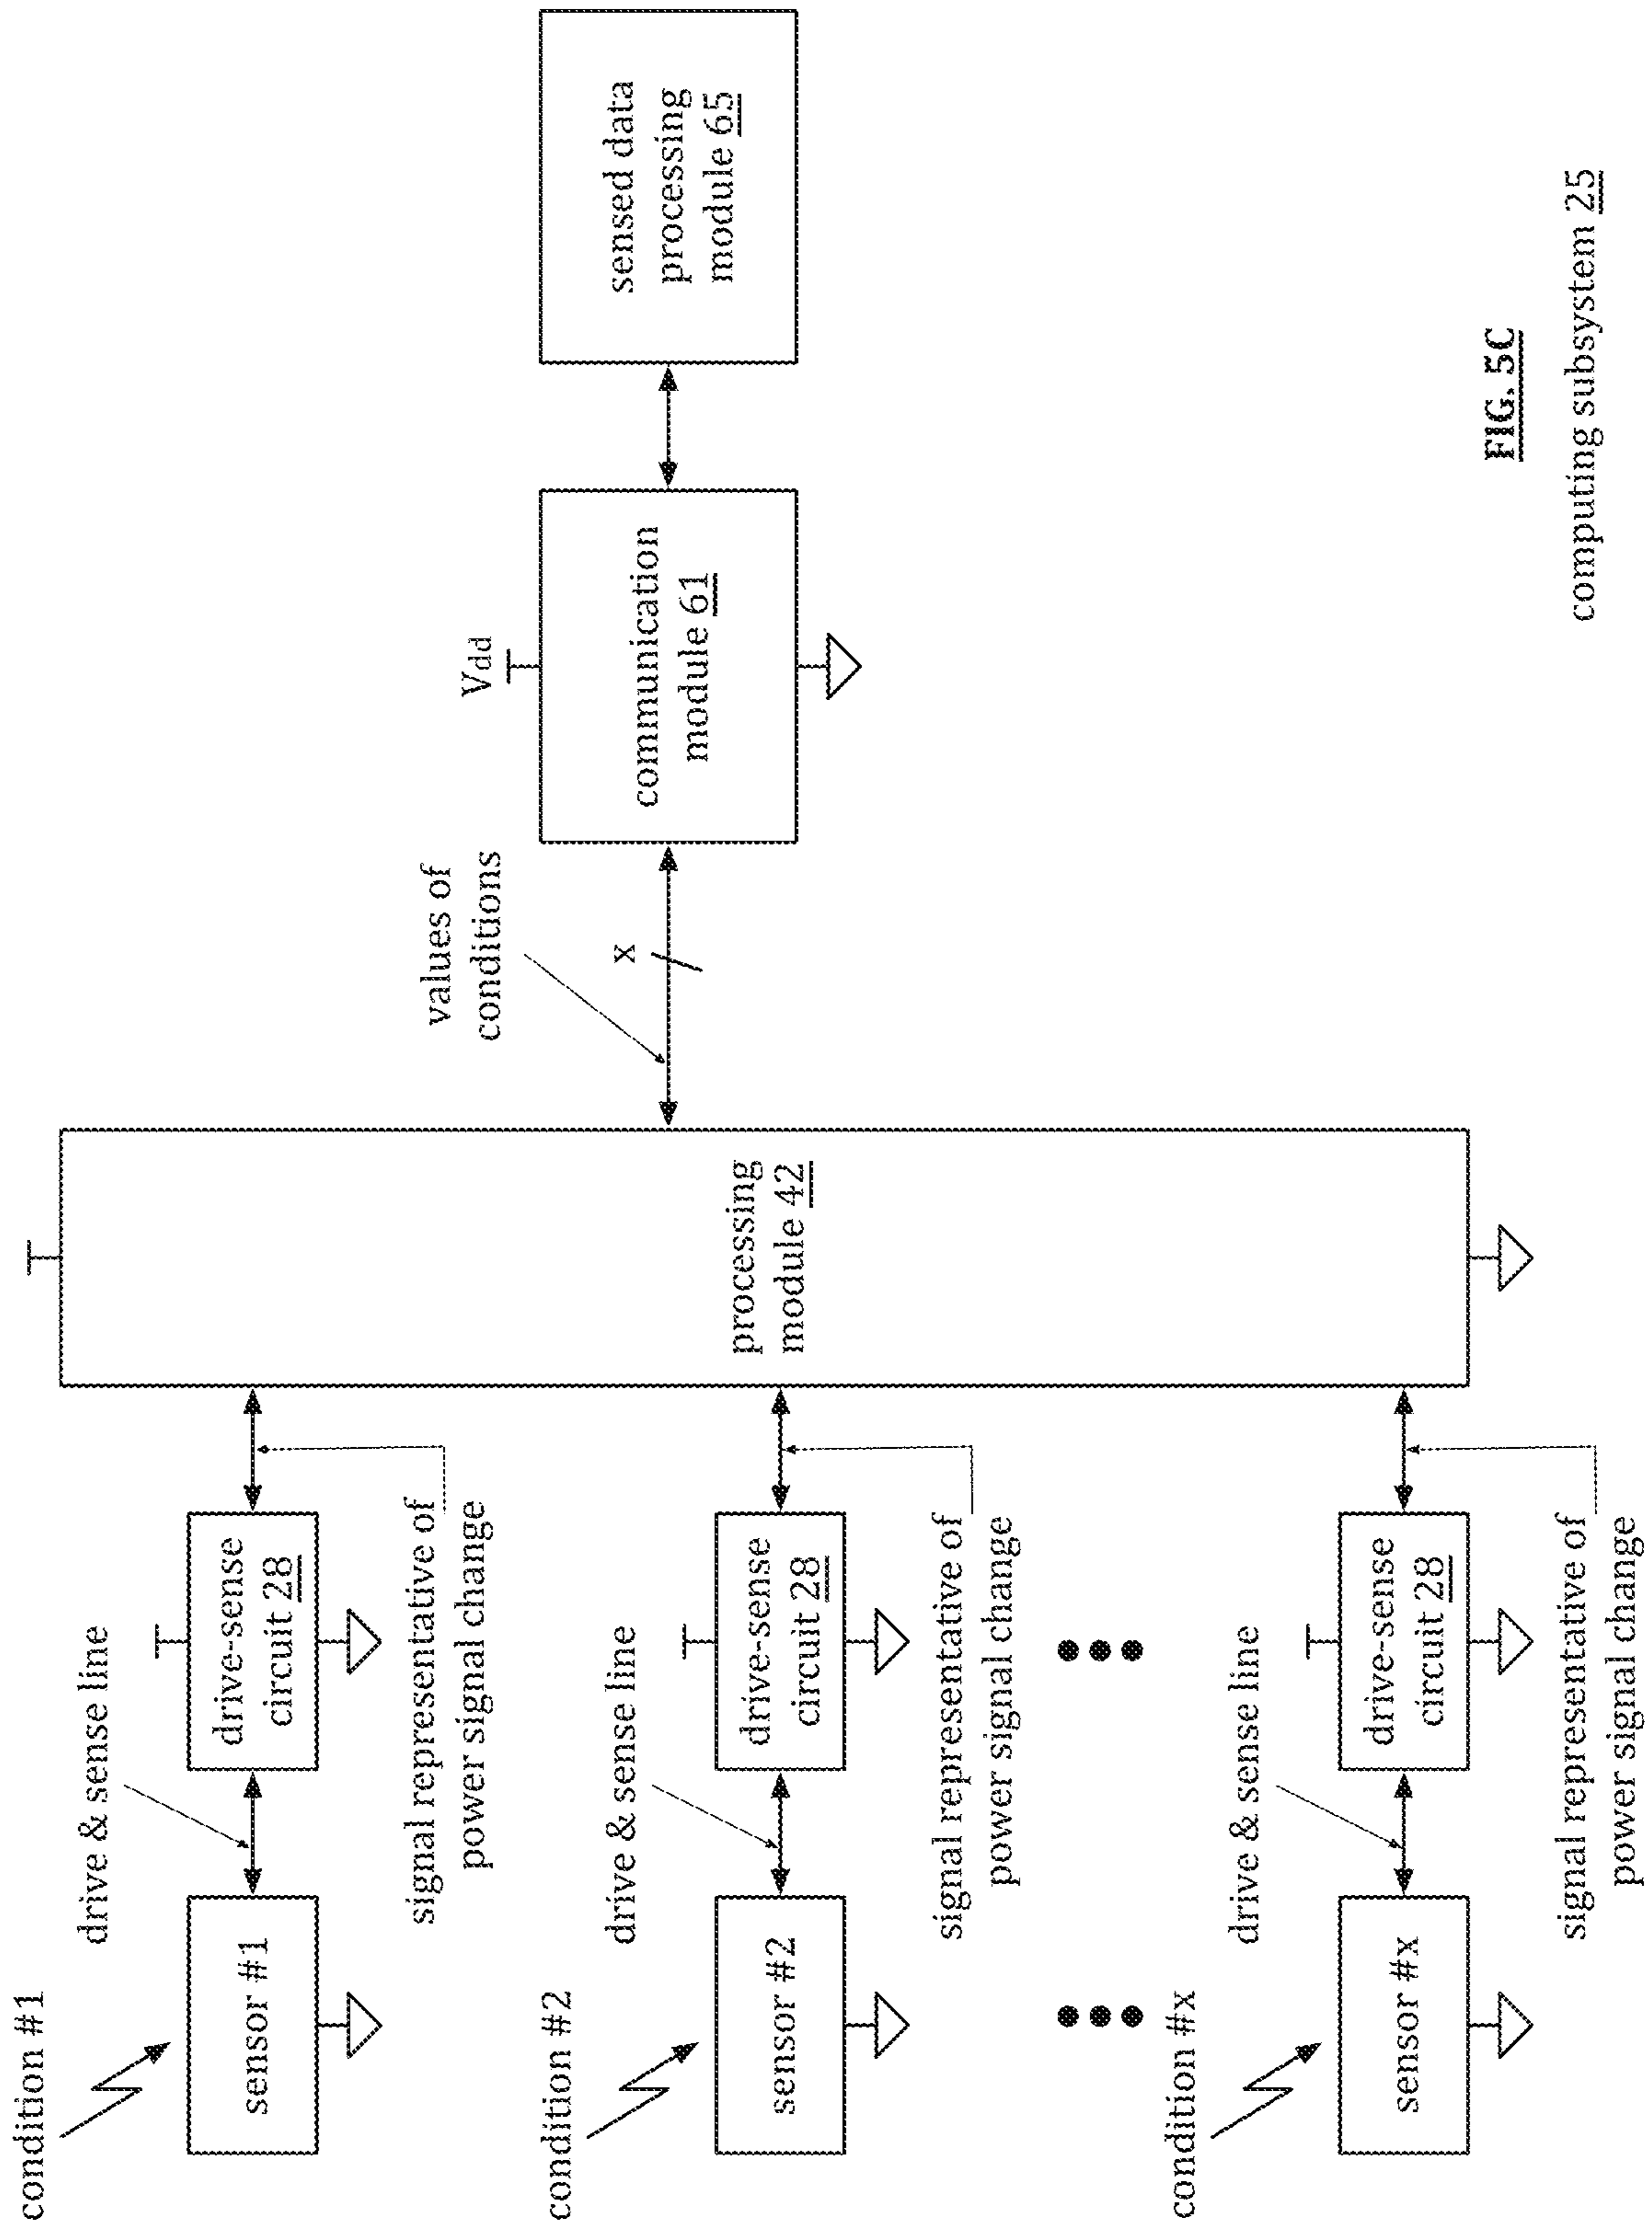 condition #1
drive & sense line
sensor #1
drive-sense
circuit 28
signal representative of
power signal change
condition #2
drive & sense line
sensor #2
drive-sense
circuit 28
signal representative of
power signal change
condition #x
drive & sense line
sensor #x
drive-sense
circuit 28
signal representative of
power signal change
processing
module 42
values of
conditions
x
Vdd
communication
module 61
sensed data
processing
module 65
FIG. 5C
computing subsystem 25